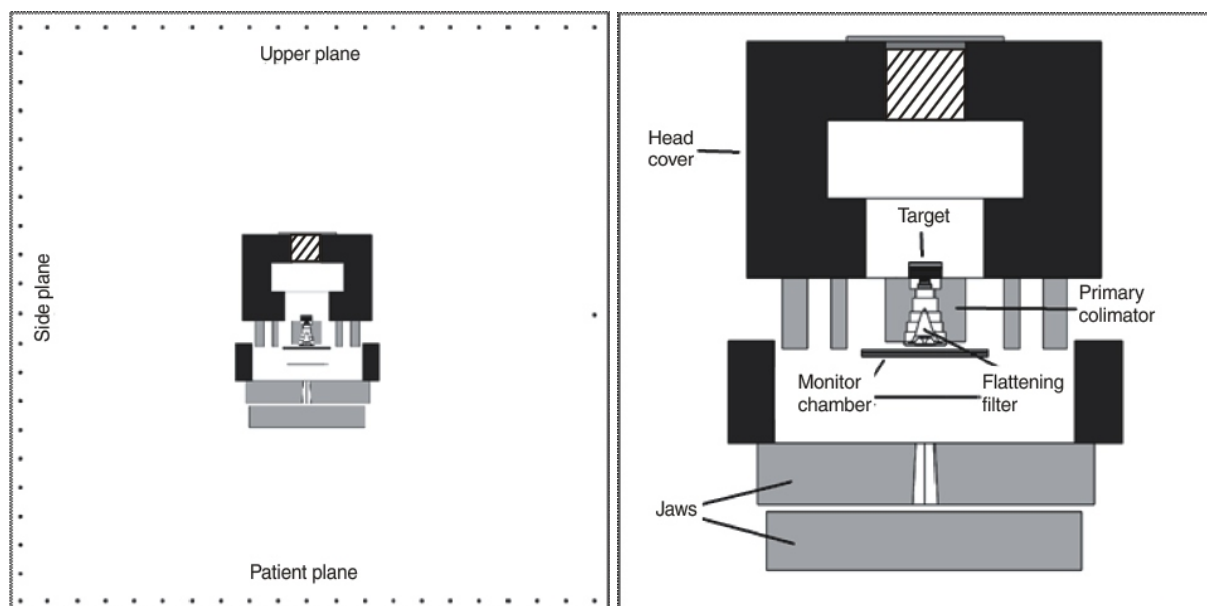 Upper plane
Side plane
Patient plane
Head
cover
Target
Primary
colimator
Monitor
chamber
Flattening
filter
Jaws